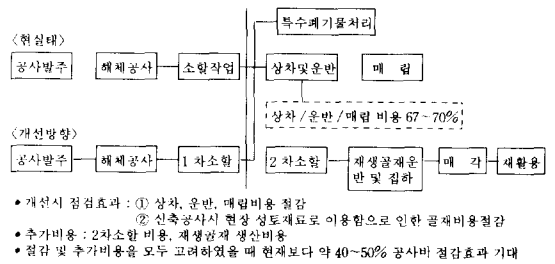 특수폐기물처리
<현실태>
공사발주 해체공사 소할작업 상차및운반 매 립
상차/운반/매립 비용 67~70%
<개선방향>
공사발주 해체공사 1차소할 2차소할 재생골재운반 및 집하 매 각 재활용
• 개선시 점검효과 : ① 상차, 운반, 매립비용 절감
② 신축공사시 현장 성토재료로 이용함으로 인한 골재비용절감
• 추가비용 : 2차소할 비용, 재생골재 생산비용
• 절감 및 추가비용을 모두 고려하였을 때 현재보다 약 40~50% 공사비 절감효과 기대